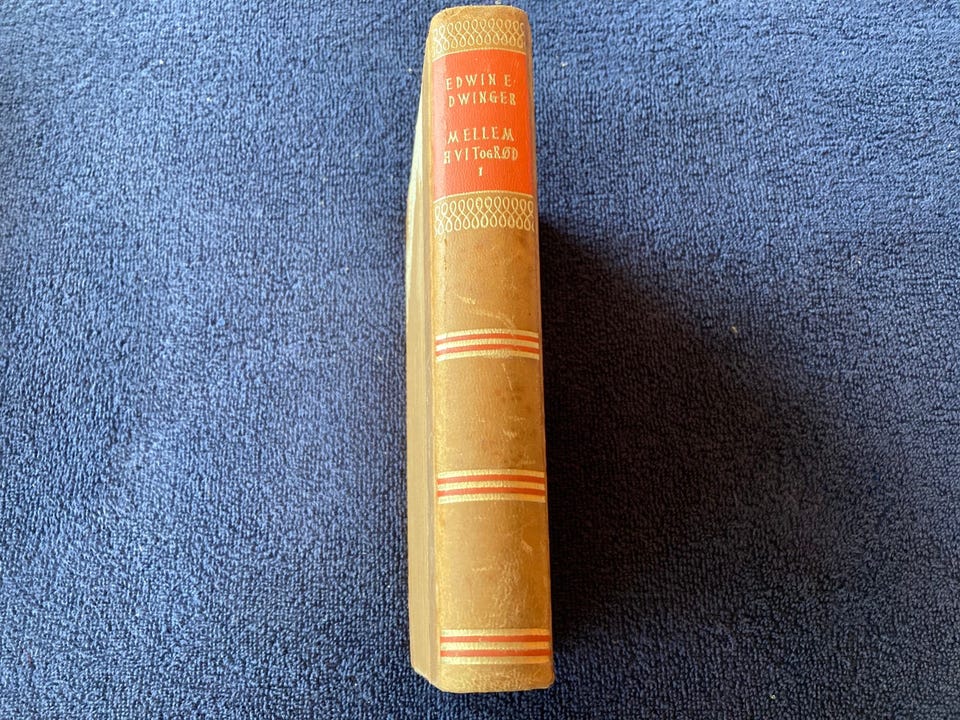 EDWIN E·
DWINGER
MELLEM
HVIT OG RØD
I